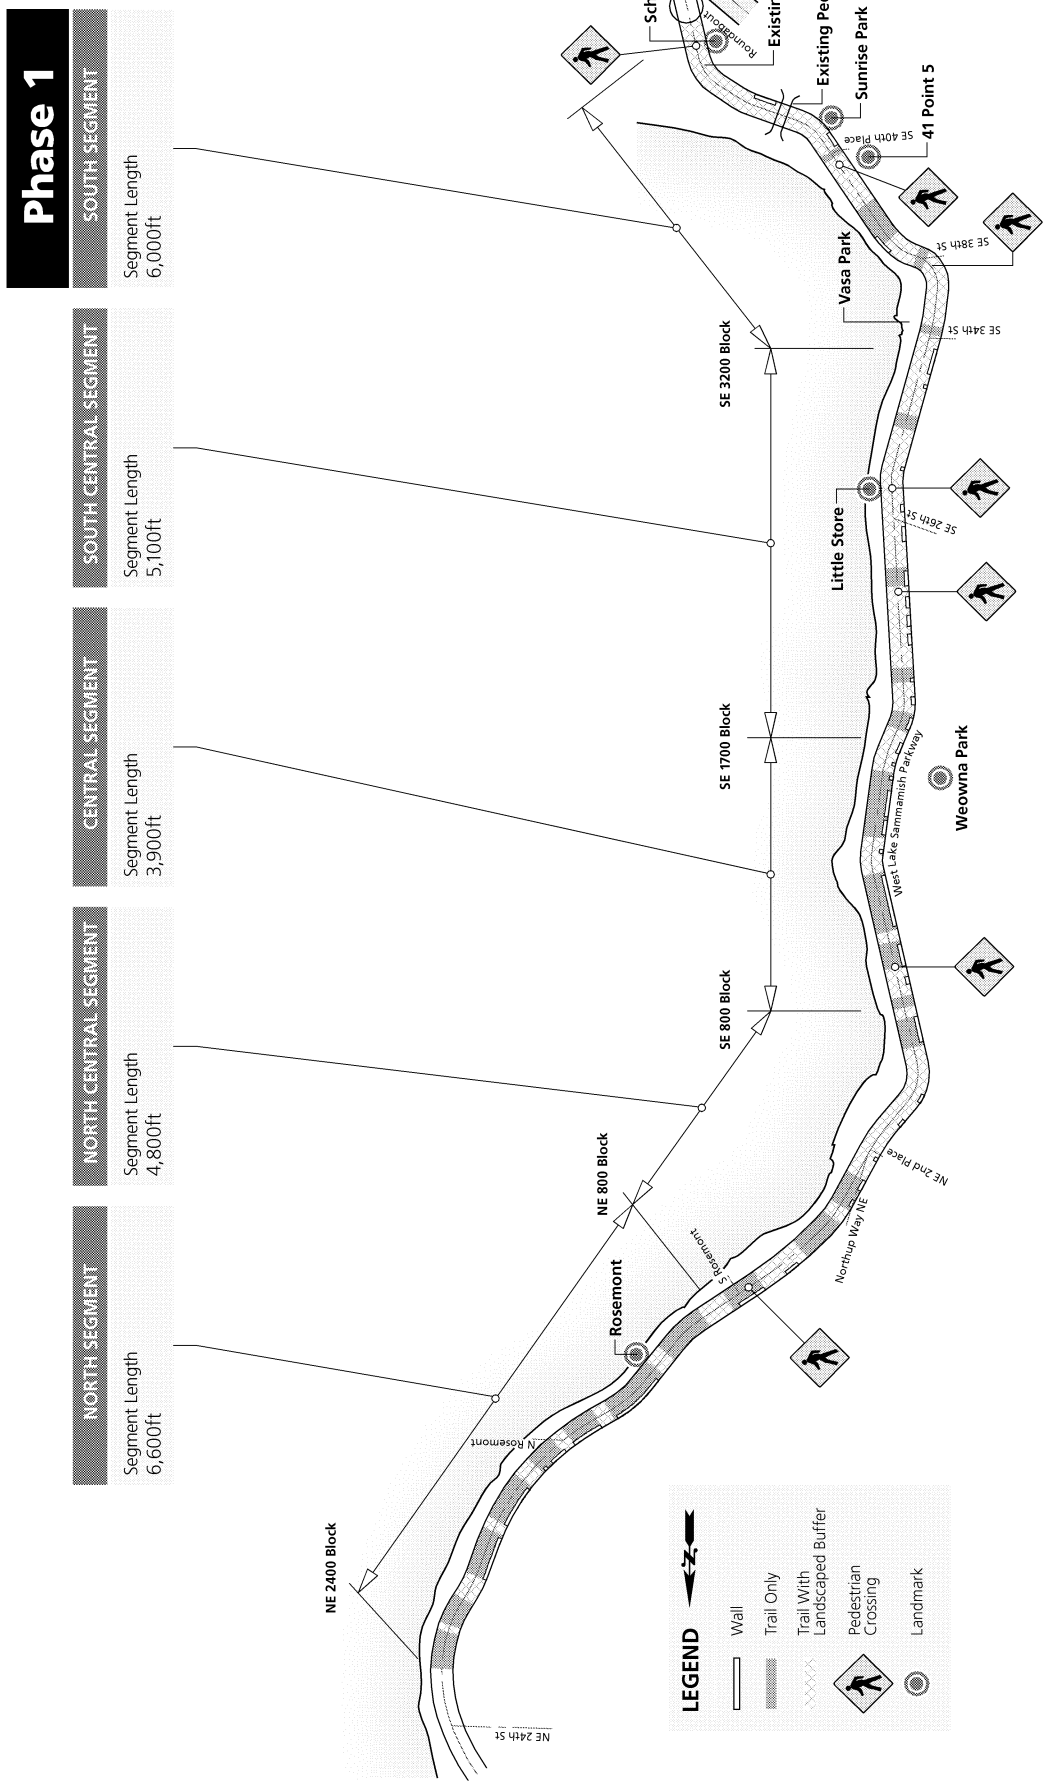 Phase 1
NORTH SEGMENT
Segment Length
6,600ft
NORTH CENTRAL SEGMENT
Segment Length
4,800ft
CENTRAL SEGMENT
Segment Length
3,900ft
SOUTH CENTRAL SEGMENT
Segment Length
5,100ft
SOUTH SEGMENT
Segment Length
6,000ft
NE 2400 Block
NE 800 Block
SE 800 Block
SE 1700 Block
SE 3200 Block
NE 24th St
N Rosemont
Rosemont
S Rosemont
Northup Way NE
NE 2nd Place
West Lake Sammamish Parkway
Weowna Park
Little Store
SE 26th St
Vasa Park
SE 34th St
SE 38th St
SE 40th Place
41 Point 5
Sunrise Park
Existing Pe
Existin
Roundabout
Sch
LEGEND
N
Wall
Trail Only
Trail With
Landscaped Buffer
Pedestrian
Crossing
Landmark